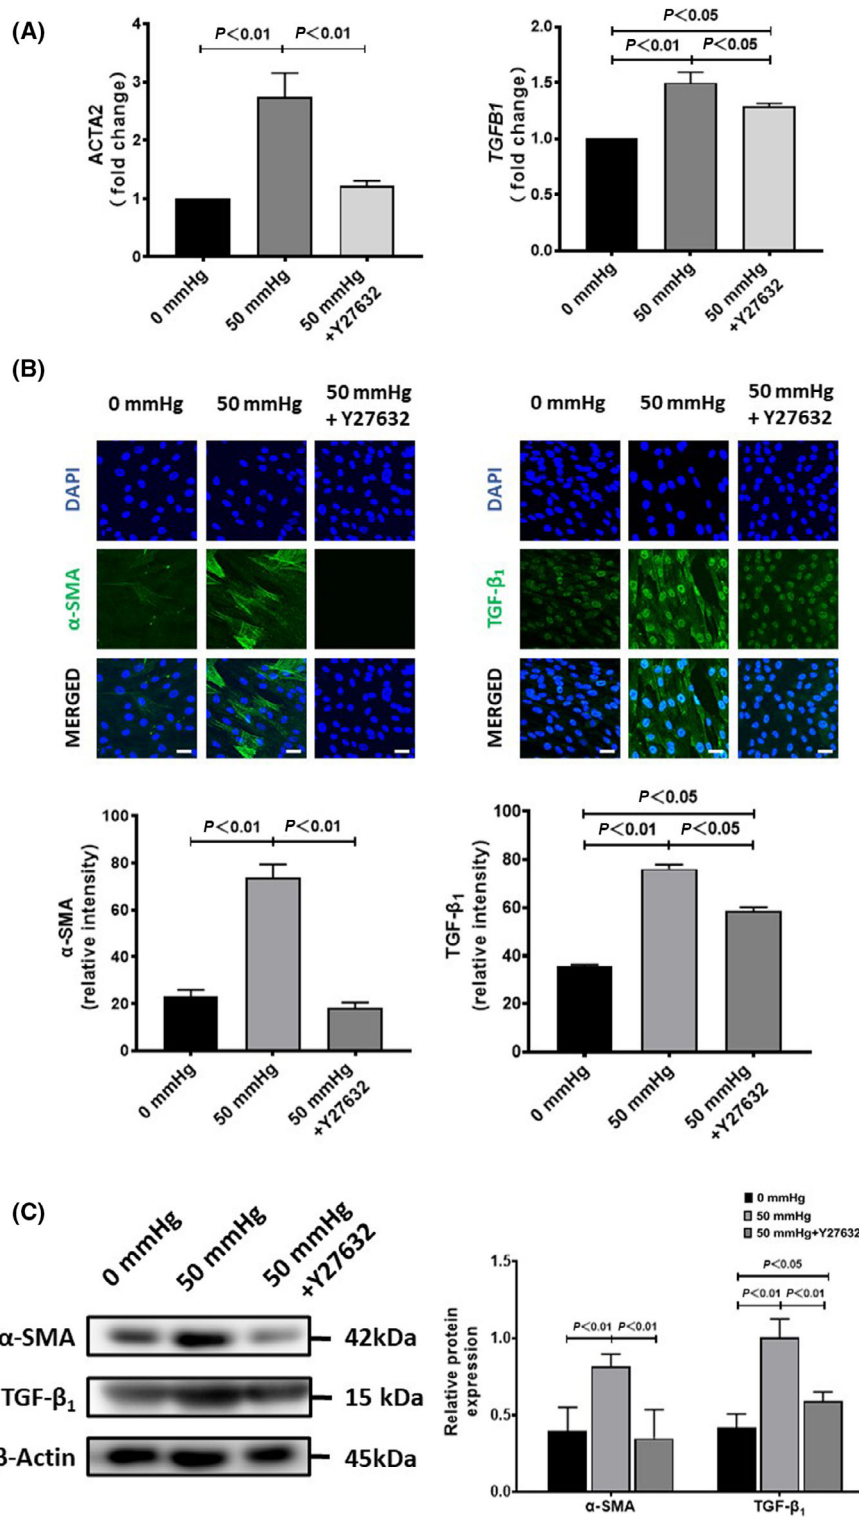 (A)
ACTA2
(fold change)
4
3
2
1
0
P<0.01
P<0.01
0 mmHg
50 mmHg
50 mmHg
+Y27632
TGFB1
(fold change)
2.0
1.5
1.0
0.5
0.0
P<0.05
P<0.01
P<0.05
0 mmHg
50 mmHg
50 mmHg
+Y27632
(B)
0 mmHg
50 mmHg
50 mmHg
+ Y27632
DAPI
α-SMA
MERGED
0 mmHg
50 mmHg
50 mmHg
+ Y27632
DAPI
TGF-β₁
MERGED
α-SMA
(relative intensity)
100
80
60
40
20
0
P<0.01
P<0.01
0 mmHg
50 mmHg
50 mmHg
+Y27632
TGF-β₁
(relative intensity)
100
80
60
40
20
0
P<0.05
P<0.01
P<0.05
0 mmHg
50 mmHg
50 mmHg
+Y27632
(C)
0 mmHg
50 mmHg
50 mmHg
+Y27632
α-SMA
42kDa
TGF-β₁
15 kDa
β-Actin
45kDa
0 mmHg
50 mmHg
50 mmHg+Y27632
Relative protein
expression
1.5
1.0
0.5
0.0
P<0.01
P<0.01
P<0.05
P<0.01
P<0.01
α-SMA
TGF-β₁